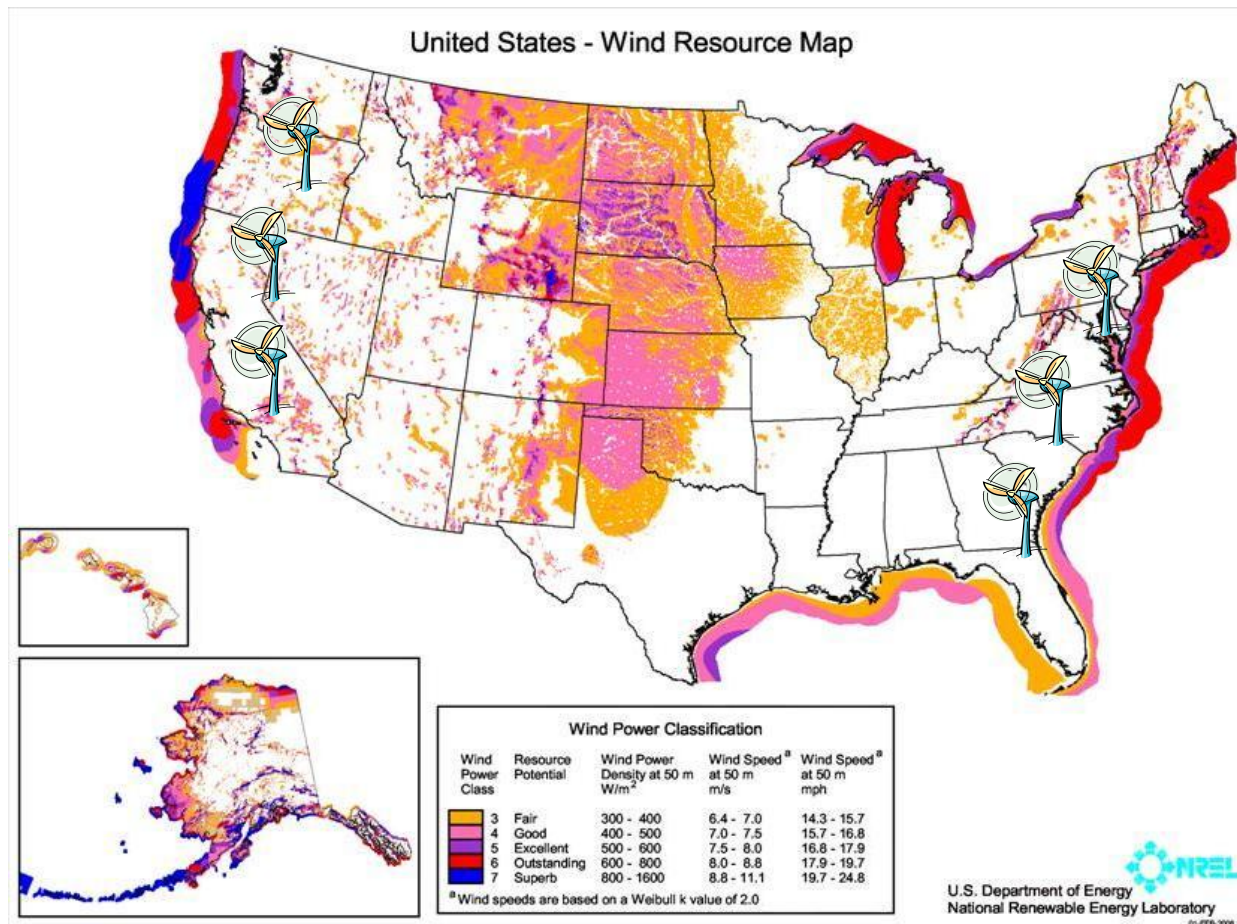 United States - Wind Resource Map
Wind Power Classification
Wind Power Class Resource Potential Wind Power Density at 50 m W/m² Wind Speed ᵃ at 50 m m/s Wind Speed ᵃ at 50 m mph
3 Fair 300 - 400 6.4 - 7.0 14.3 - 15.7
4 Good 400 - 500 7.0 - 7.5 15.7 - 16.8
5 Excellent 500 - 600 7.5 - 8.0 16.8 - 17.9
6 Outstanding 600 - 800 8.0 - 8.8 17.9 - 19.7
7 Superb 800 - 1600 8.8 - 11.1 19.7 - 24.8
ᵃ Wind speeds are based on a Weibull k value of 2.0
NREL
U.S. Department of Energy
National Renewable Energy Laboratory